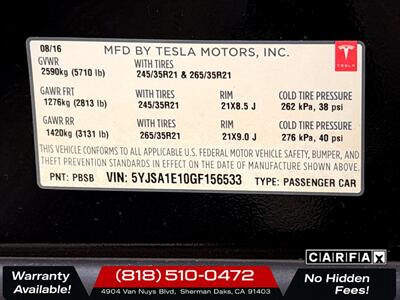 08/16
MFD BY TESLA MOTORS, INC.
TESLA
GVWR WITH TIRES
2590kg (5710 lb) 245/35R21 & 265/35R21
GAWR FRT WITH TIRES RIM COLD TIRE PRESSURE
1276kg (2813 lb) 245/35R21 21X8.5 J 262 kPa, 38 psi
GAWR RR
1420kg (3131 lb) 265/35R21 RIM 21X9.0 J COLD TIRE PRESSURE 276 kPa, 40 psi
THIS VEHICLE CONFORMS TO ALL APPLICABLE U.S. FEDERAL MOTOR VEHICLE SAFETY, BUMPER, AND
THEFT PREVENTION STANDARDS IN EFFECT ON THE DATE OF MANUFACTURE SHOWN ABOVE.
PNT: PBSB VIN: 5YJSA1E10GF156533 TYPE: PASSENGER CAR
CARFAX
Warranty
Available!
(818) 510-0472
4904 Van Nuys Blvd, Sherman Oaks, CA 91403
No Hidden
Fees!